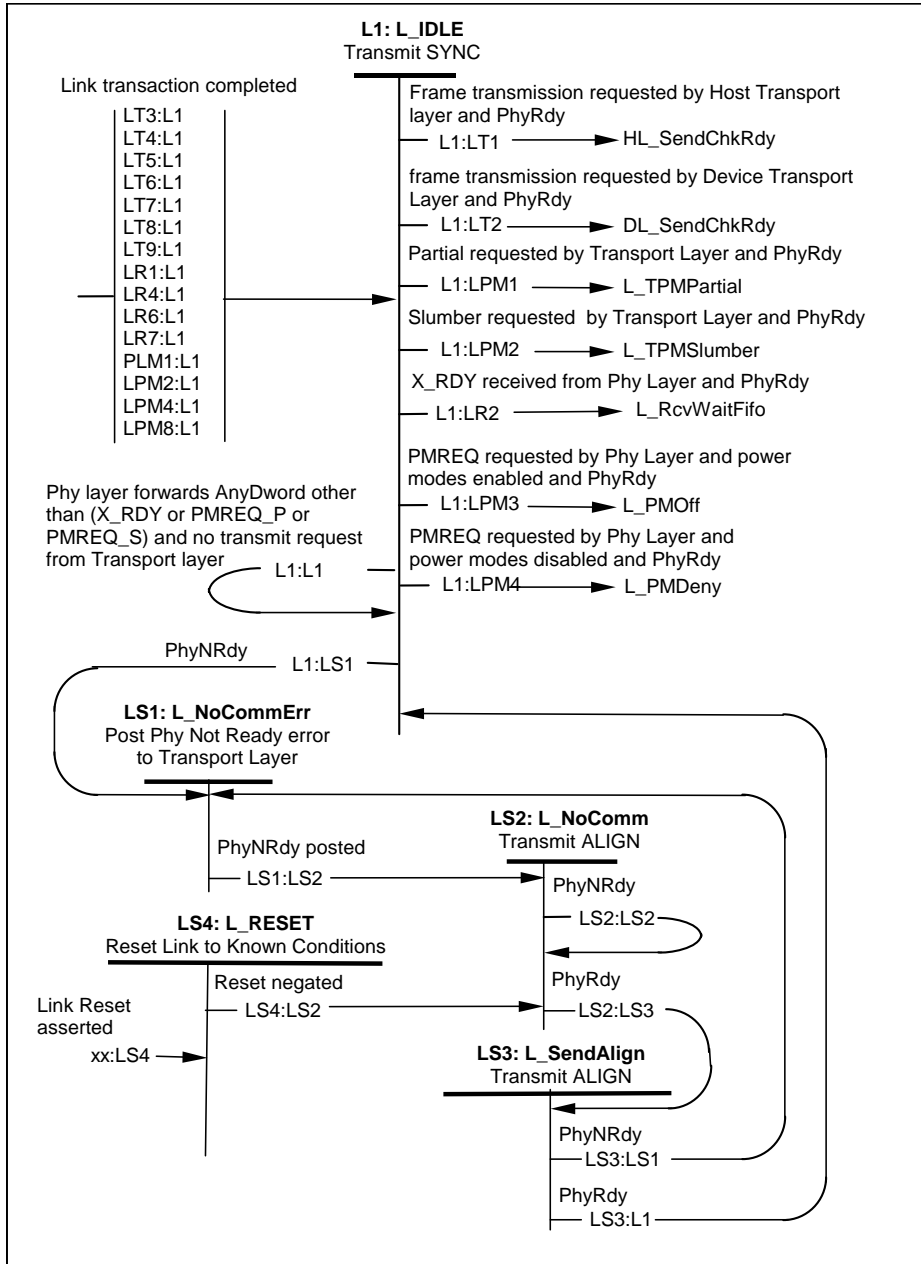 L1: L_IDLE
Transmit SYNC
Link transaction completed
LT3:L1
LT4:L1
LT5:L1
LT6:L1
LT7:L1
LT8:L1
LT9:L1
LR1:L1
LR4:L1
LR6:L1
LR7:L1
PLM1:L1
LPM2:L1
LPM4:L1
LPM8:L1
Frame transmission requested by Host Transport
layer and PhyRdy
L1:LT1
HL_SendChkRdy
frame transmission requested by Device Transport
Layer and PhyRdy
L1:LT2
DL_SendChkRdy
Partial requested by Transport Layer and PhyRdy
L1:LPM1
L_TPMPartial
Slumber requested by Transport Layer and PhyRdy
L1:LPM2
L_TPMSlumber
X_RDY received from Phy Layer and PhyRdy
L1:LR2
L_RcvWaitFifo
PMREQ requested by Phy Layer and power
modes enabled and PhyRdy
L1:LPM3
L_PMOff
PMREQ requested by Phy Layer and
power modes disabled and PhyRdy
L1:LPM4
L_PMDeny
Phy layer forwards AnyDword other
than (X_RDY or PMREQ_P or
PMREQ_S) and no transmit request
from Transport layer
L1:L1
PhyNRdy
L1:LS1
LS1: L_NoCommErr
Post Phy Not Ready error
to Transport Layer
PhyNRdy posted
LS1:LS2
LS2: L_NoComm
Transmit ALIGN
PhyNRdy
LS2:LS2
PhyRdy
LS2:LS3
LS4: L_RESET
Reset Link to Known Conditions
Reset negated
LS4:LS2
Link Reset
asserted
xx:LS4
LS3: L_SendAlign
Transmit ALIGN
PhyNRdy
LS3:LS1
PhyRdy
LS3:L1